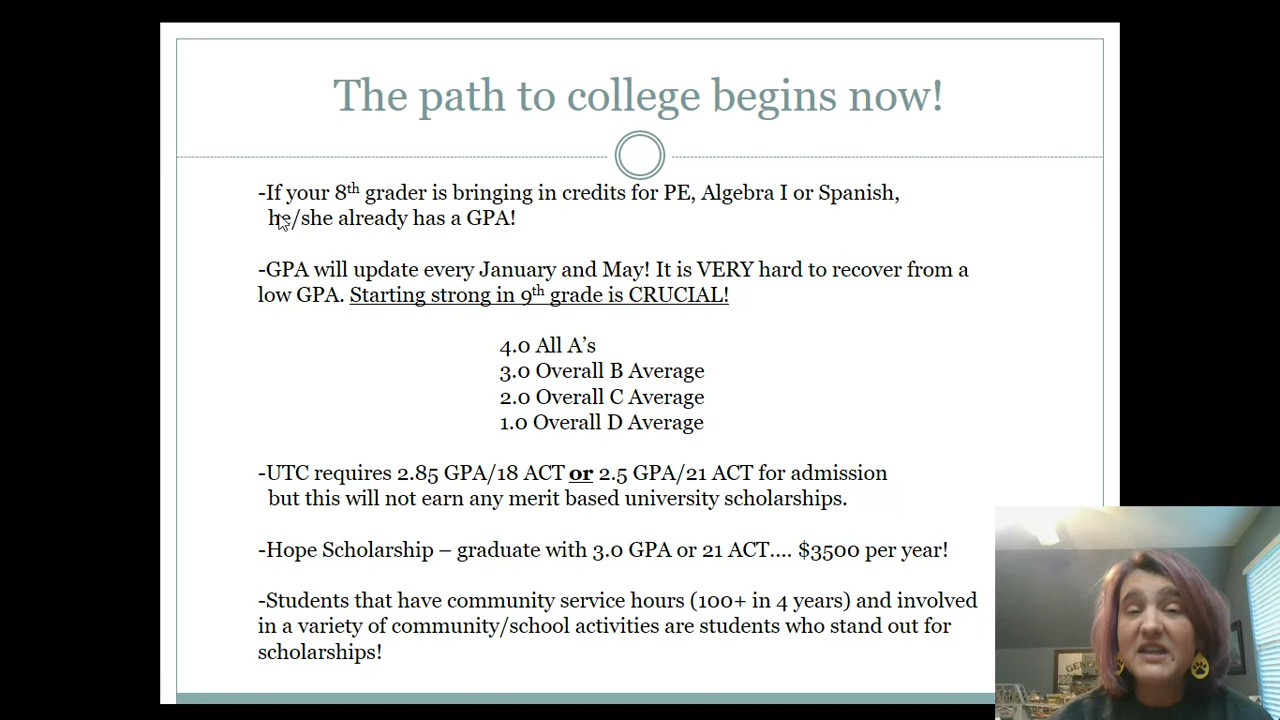 The path to college begins now!
-If your 8th grader is bringing in credits for PE, Algebra I or Spanish,
he/she already has a GPA!
-GPA will update every January and May! It is VERY hard to recover from a
low GPA. Starting strong in 9th grade is CRUCIAL!
4.0 All A's
3.0 Overall B Average
2.0 Overall C Average
1.0 Overall D Average
-UTC requires 2.85 GPA/18 ACT or 2.5 GPA/21 ACT for admission
but this will not earn any merit based university scholarships.
-Hope Scholarship – graduate with 3.0 GPA or 21 ACT.... $3500 per year!
-Students that have community service hours (100+ in 4 years) and involved
in a variety of community/school activities are students who stand out for
scholarships!